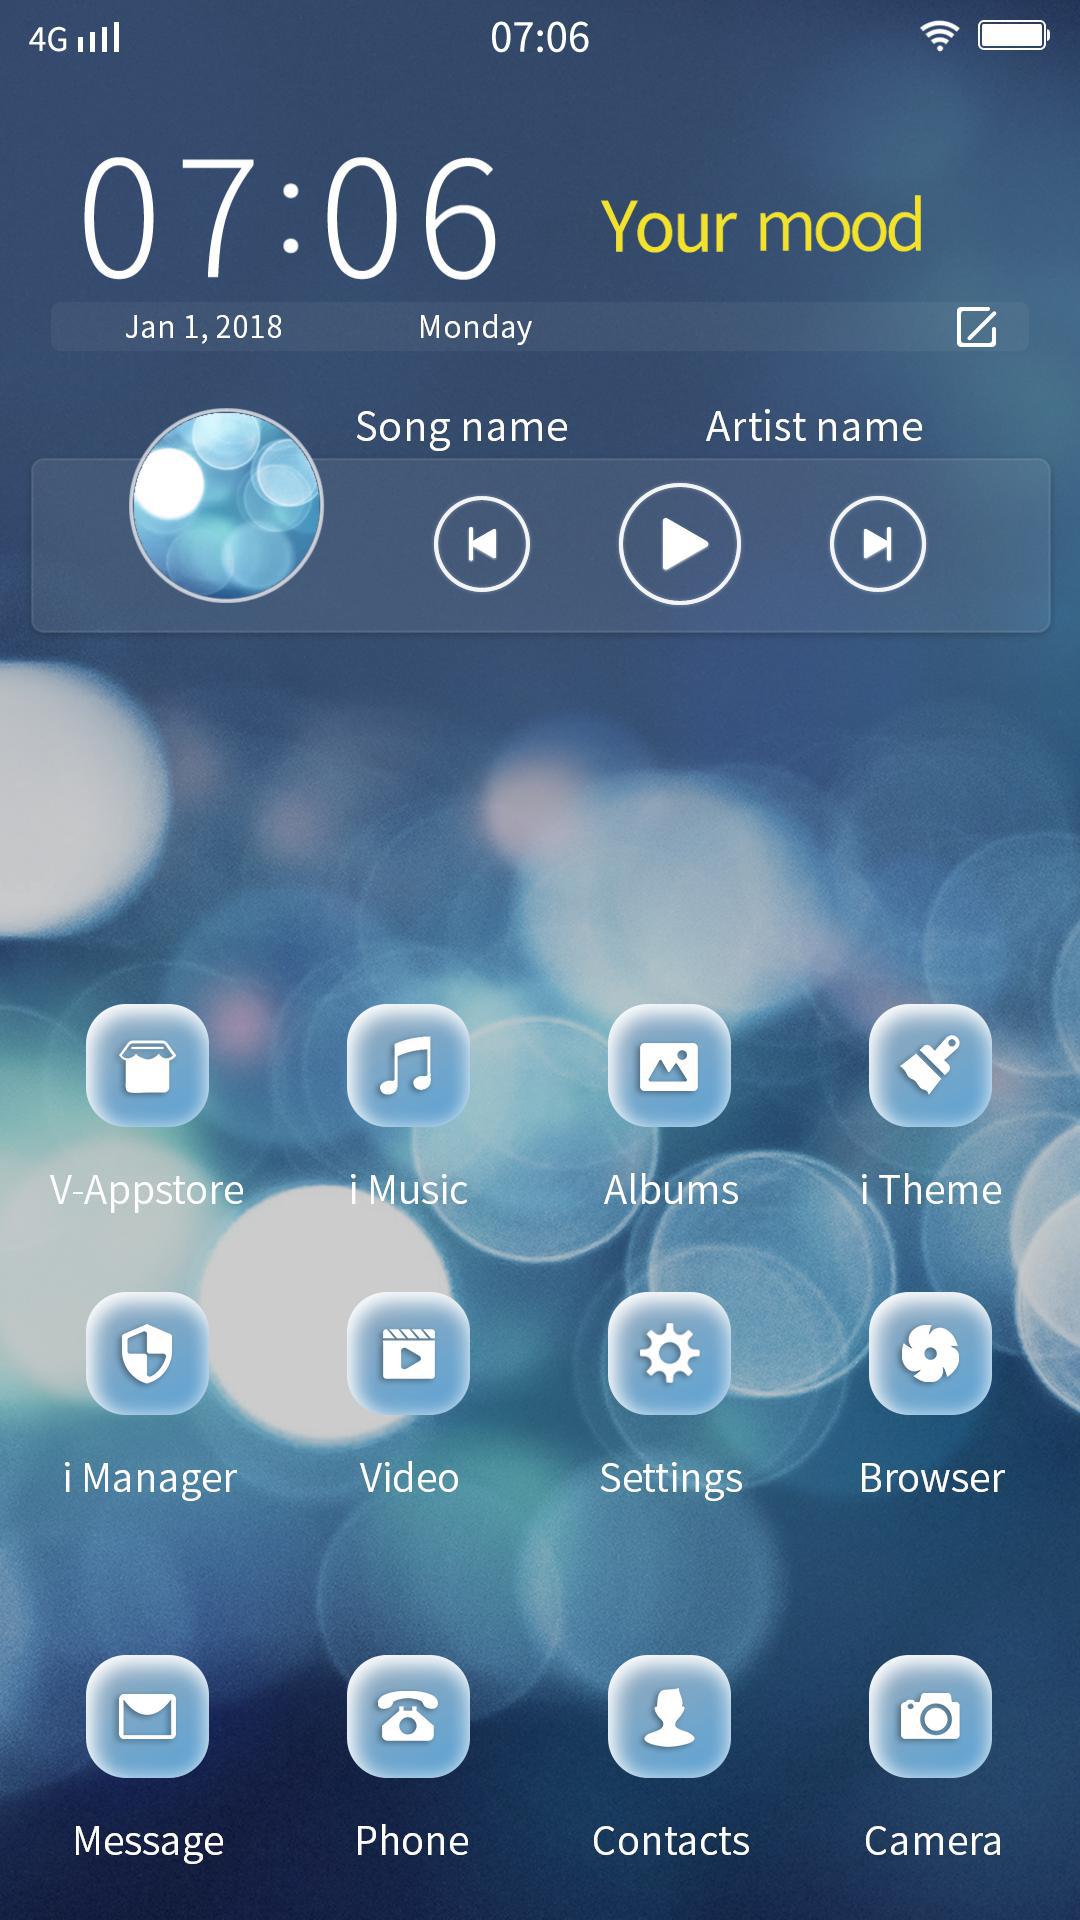 4G 07:06
07:06 Your mood
Jan 1, 2018 Monday
Song name Artist name
V-Appstore i Music Albums i Theme
i Manager Video Settings Browser
Message Phone Contacts Camera